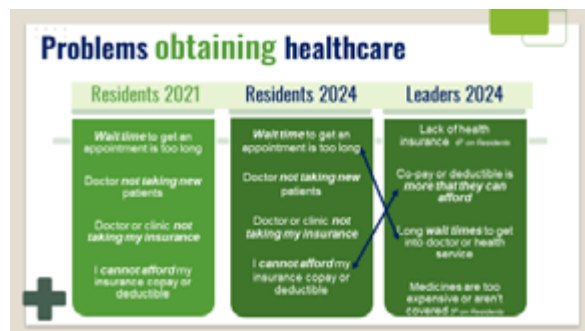 Problems obtaining healthcare
Residents 2021
Wait time to get an
appointment is too long
Doctor not taking new
patients
Doctor or clinic not
taking my insurance
I cannot afford my
insurance copay or
deductible
Residents 2024
Wait time to get an
appointment is too long
Doctor not taking new
patients
Doctor or clinic not
taking my insurance
I cannot afford my
insurance copay or
deductible
Leaders 2024
Lack of health
insurance on Residents
Co-pay or deductible is
more that they can
afford
Long wait times to get
into doctor or health
service
Medicines are too
expensive or aren't
covered on Residents